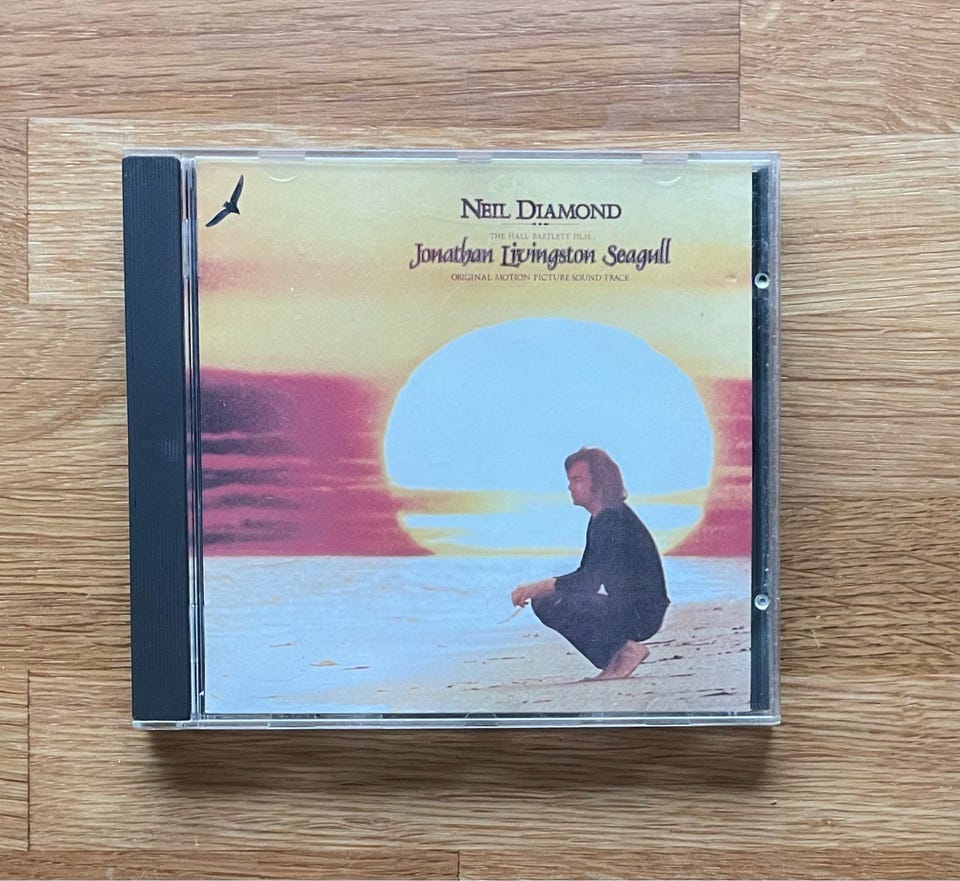 NEIL DIAMOND
THE HALL BARTLETT FILM
Jonathan Livingston Seagull
ORIGINAL MOTION PICTURE SOUND TRACK